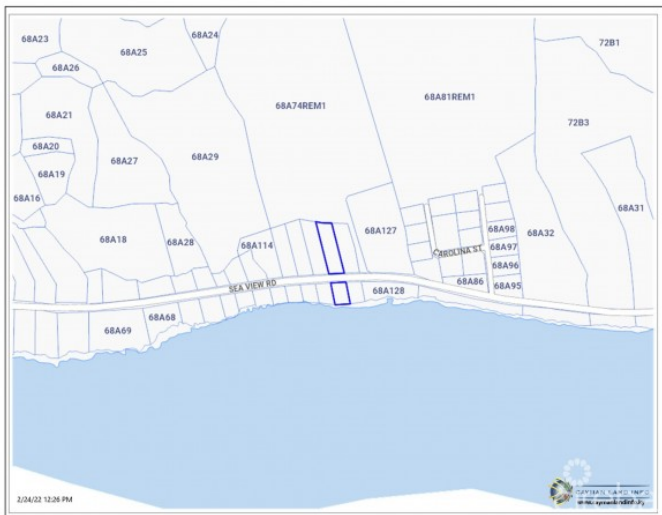 68A23
68A24
68A25
72B1
68A26
68A74REM1
68A81REM1
68A21
72B3
68A20
68A29
68A27
68A19
68A31
68A16
68A127
68A98
68A32
68A18
68A28
68A114
68A97
CAROLINA ST
68A96
68A86
68A95
SEA VIEW RD
68A128
68A68
68A69
2/24/22 12:26 PM